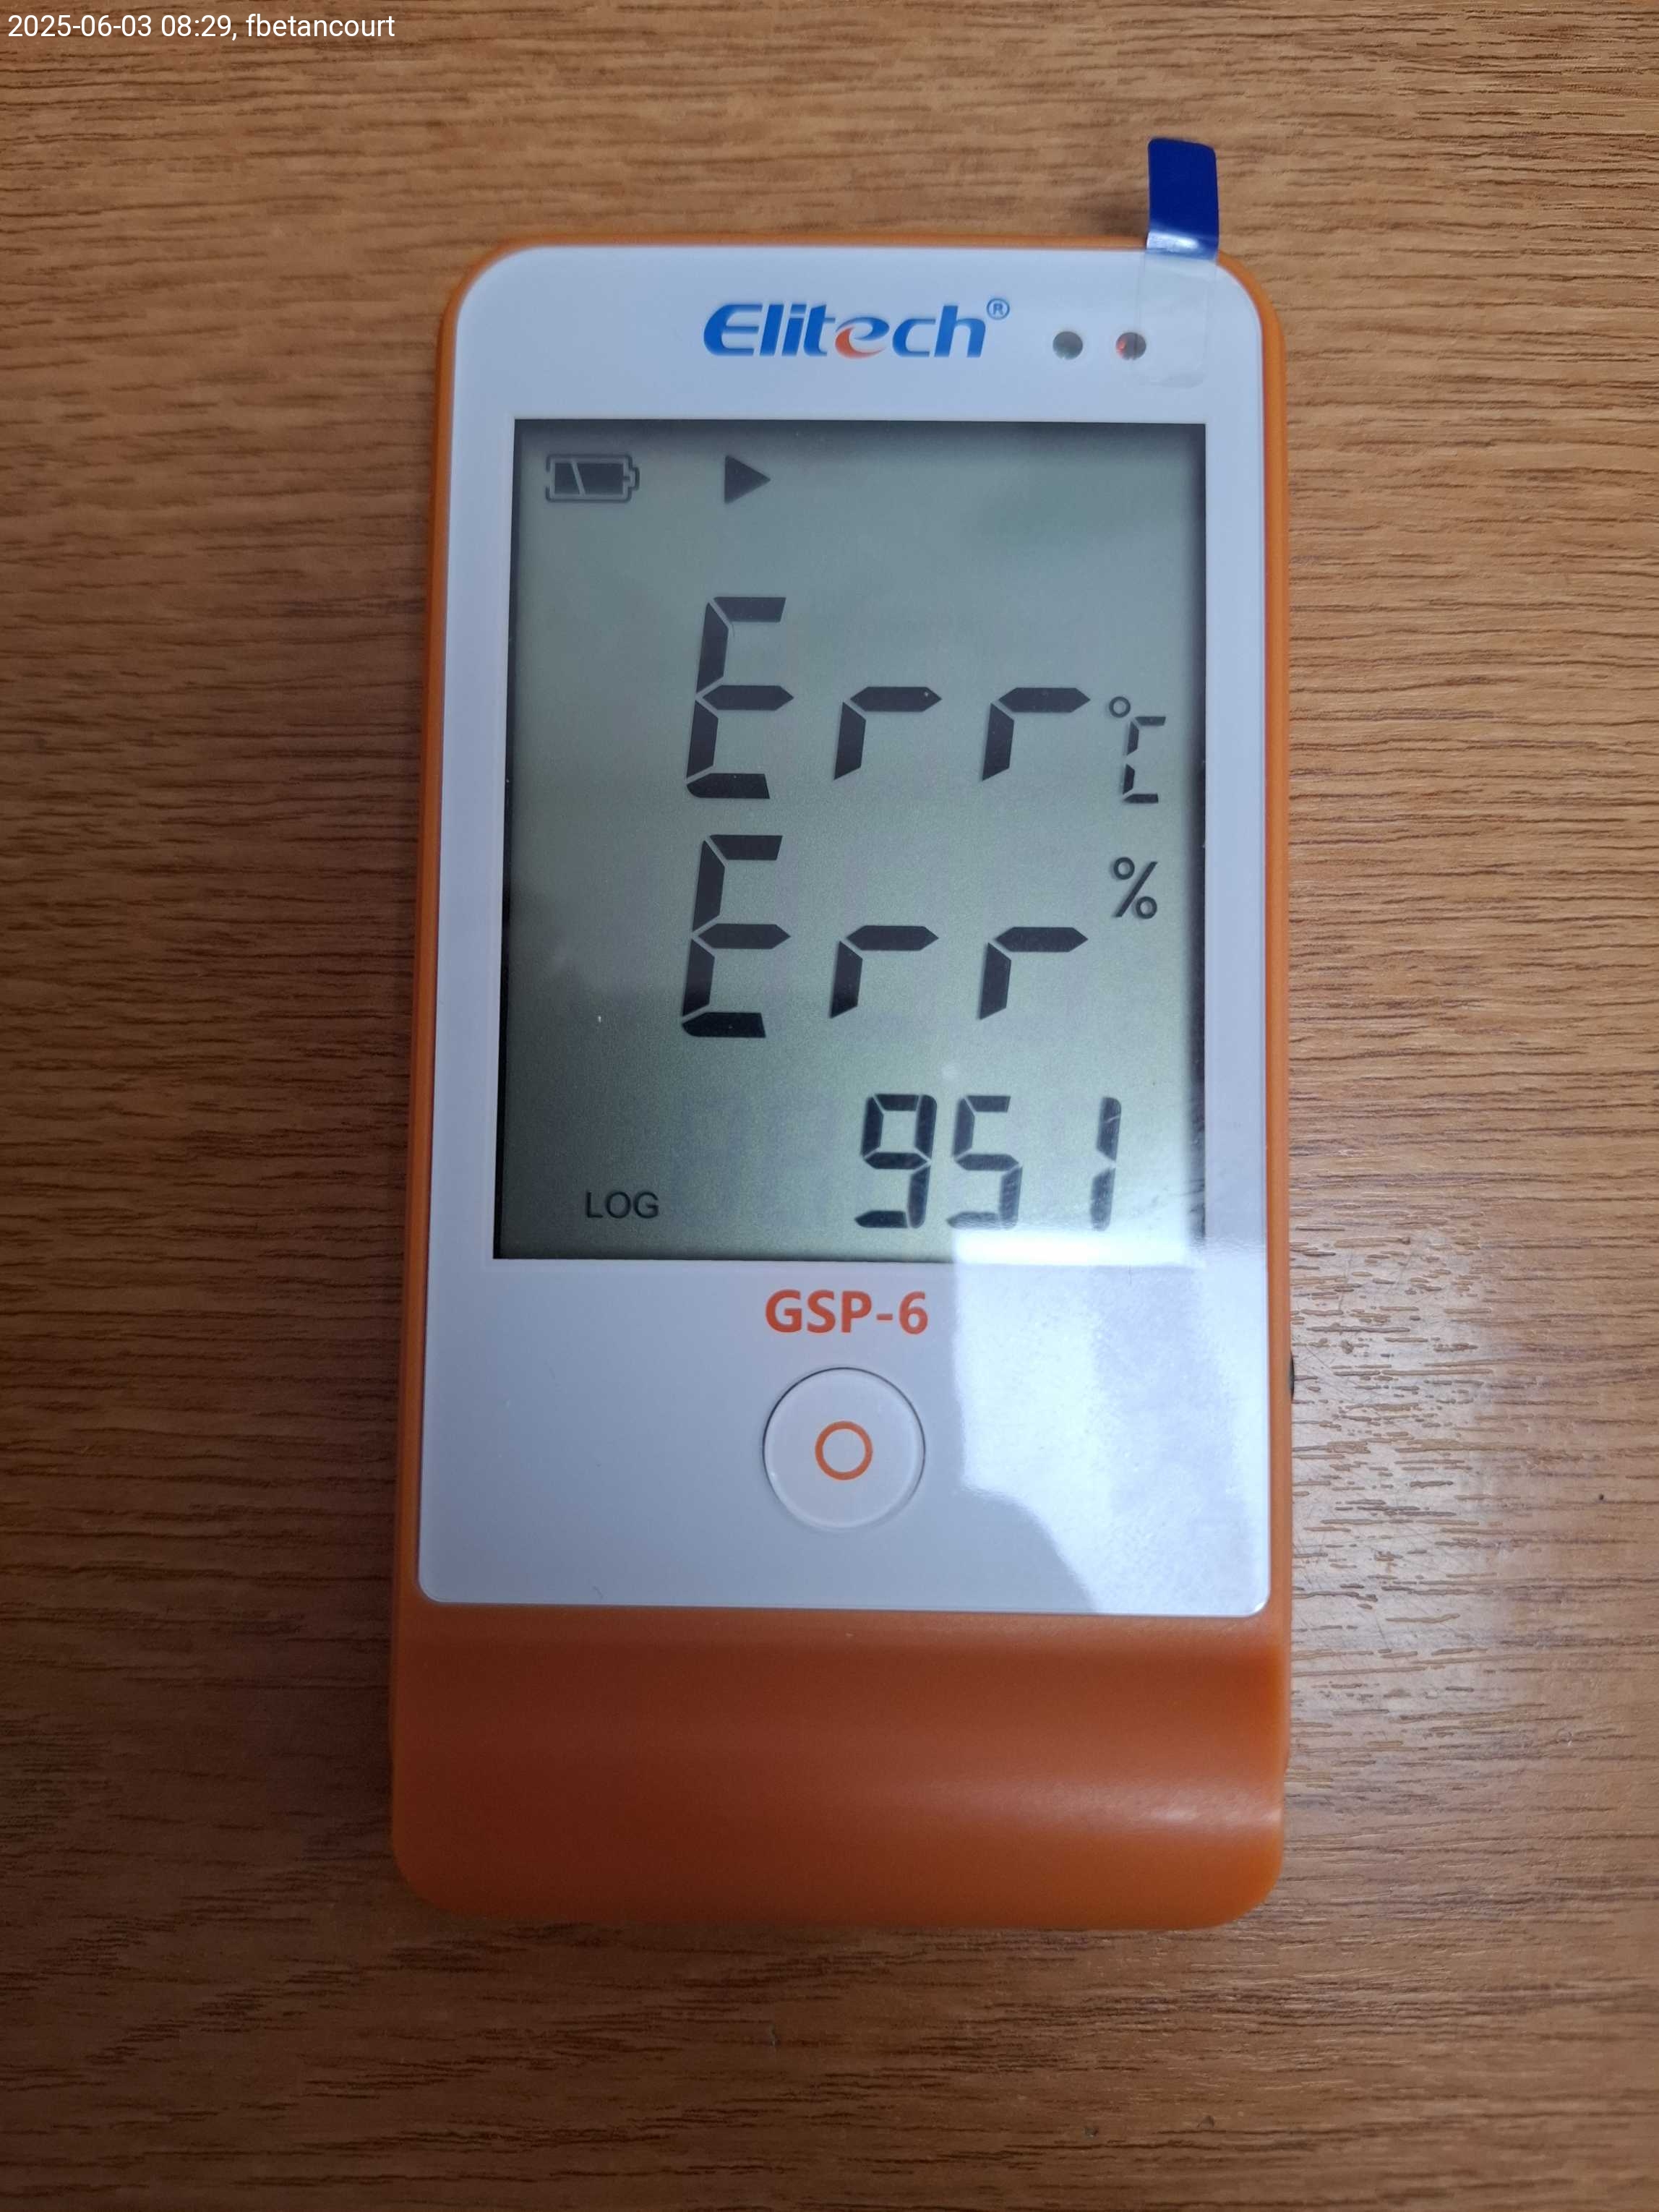 2025-06-03 08:29, fbetancourt
Elitech®
Err °C
Err %
LOG 951
GSP-6